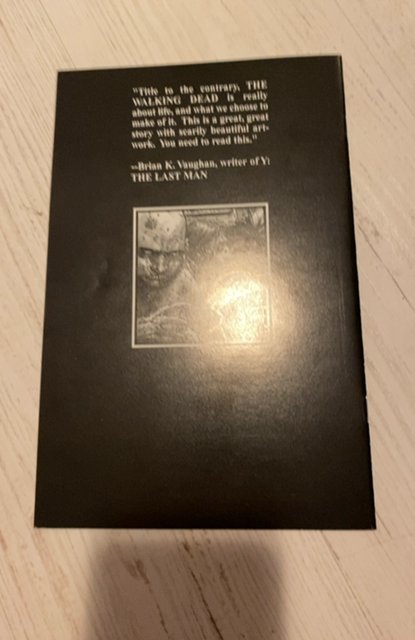 "Title to the contrary, THE
WALKING DEAD is really
about life, and what we choose to
make of it. This is a great, great
story with scarily beautiful art-
work. You need to read this."
--Brian K. Vaughan, writer of Y:
THE LAST MAN